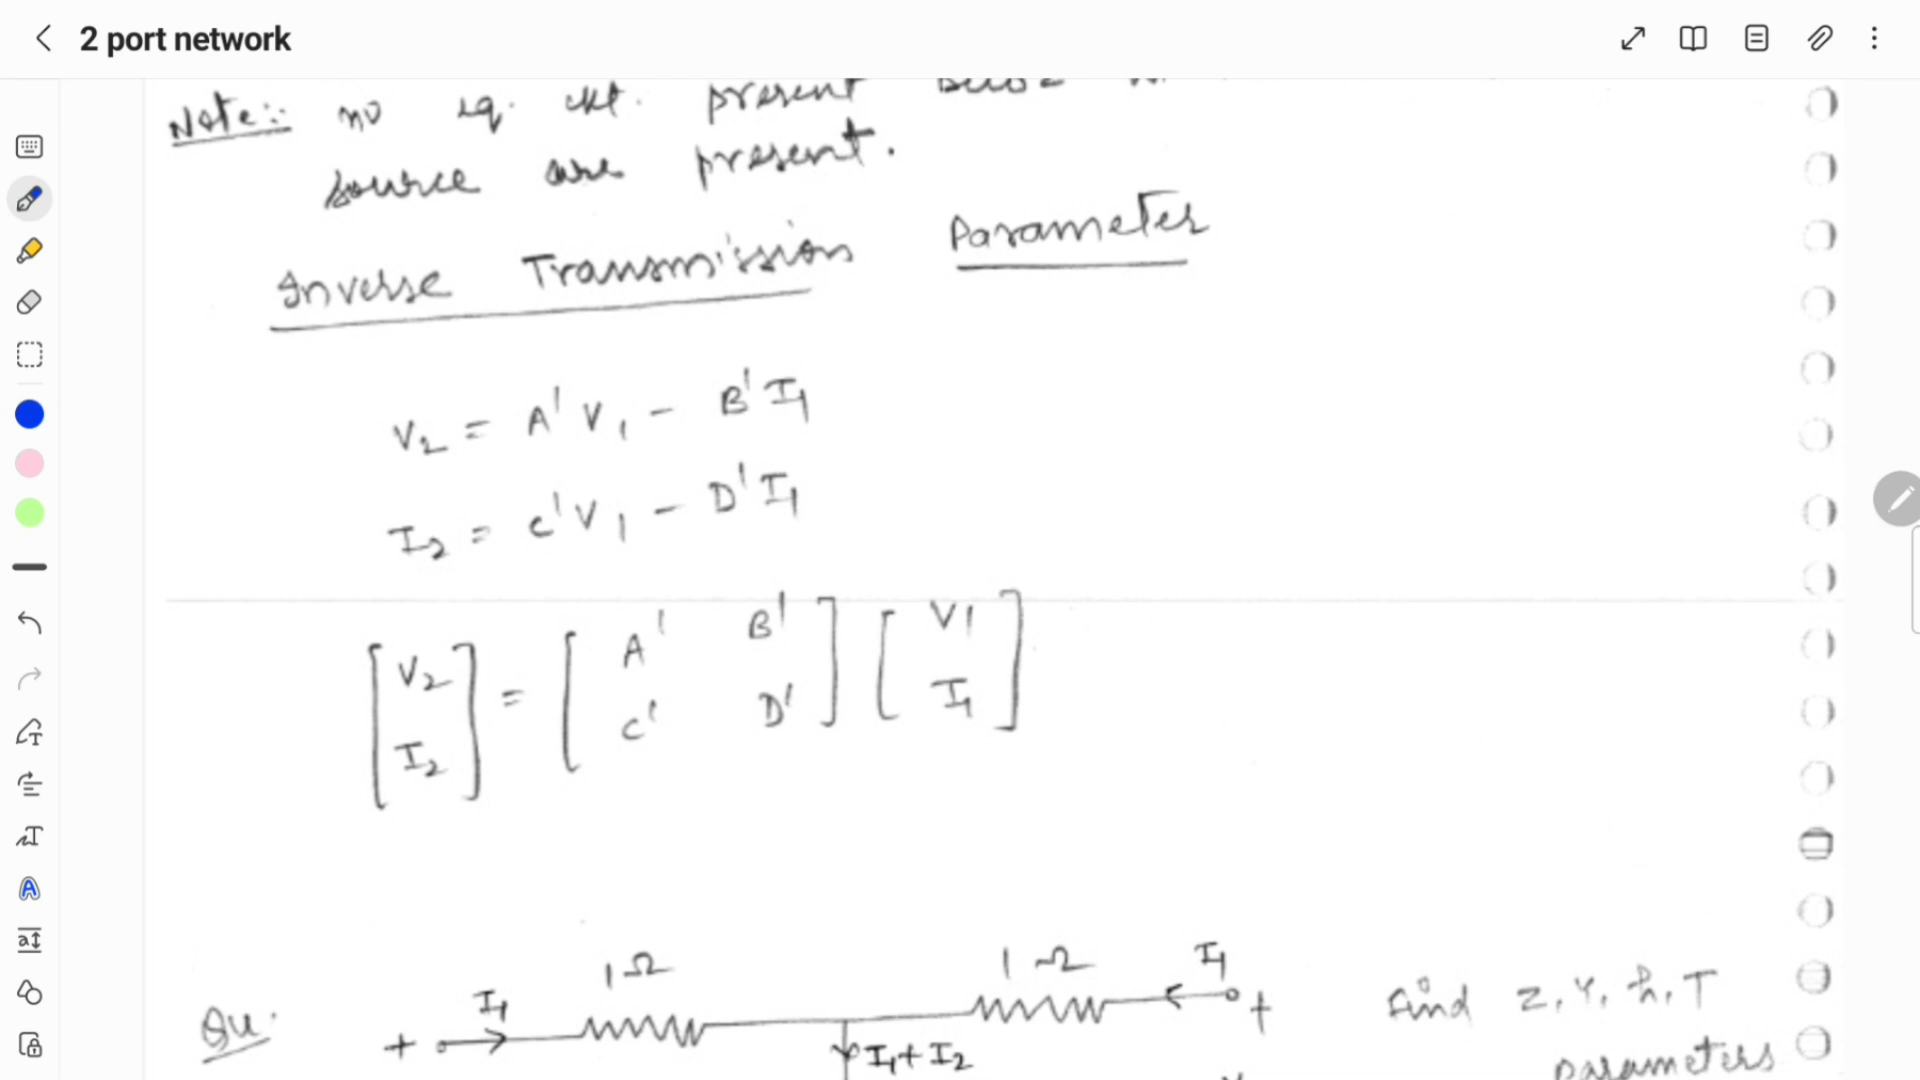 2 port network
Note:- no eq. ckt. present
source are present.
Inverse Transmission Parameter
V2 = A' V1 - B' I1
I2 = C' V1 - D' I1
[V2 I2] = [A' B' C' D'] [V1 I1]
1Ω 1Ω I1
Qu. + I1 + find z, Y, h, T
I1 + I2 parameters